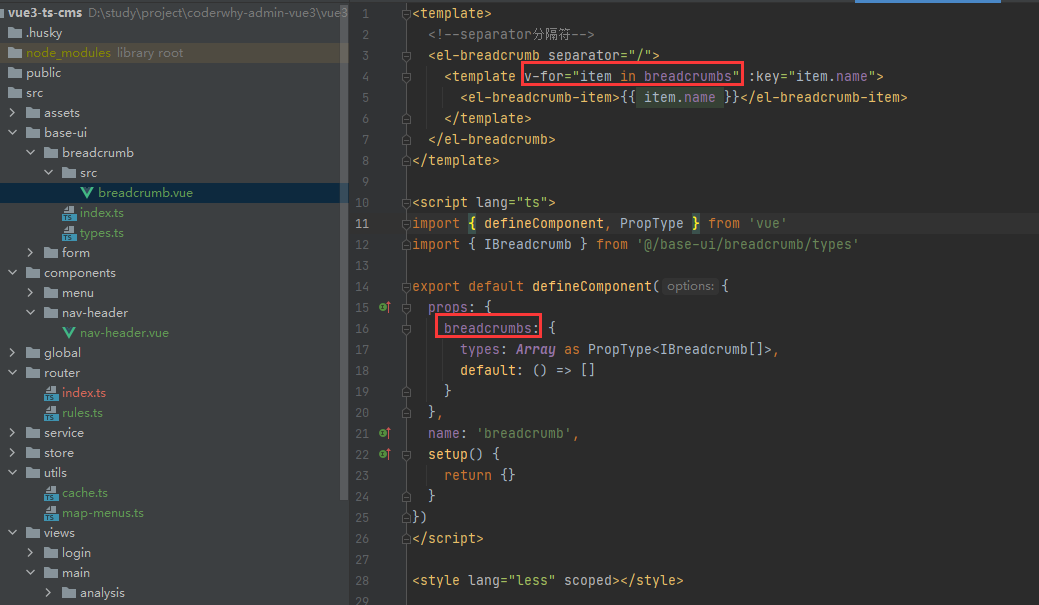 vue3-ts-cms D:\study\project\coderwhy-admin-vue3\vue3
.husky
node_modules library root
public
src
assets
base-ui
breadcrumb
src
breadcrumb.vue
index.ts
types.ts
form
components
menu
nav-header
nav-header.vue
global
router
index.ts
rules.ts
service
store
utils
cache.ts
map-menus.ts
views
login
main
analysis
1 <template>
2 <!--separator分隔符-->
3 <el-breadcrumb separator="/">
4 <template v-for="item in breadcrumbs" :key="item.name">
5 <el-breadcrumb-item>{{ item.name }}</el-breadcrumb-item>
6 </template>
7 </el-breadcrumb>
8 </template>
9
10 <script lang="ts">
11 import { defineComponent, PropType } from 'vue'
12 import { IBreadcrumb } from '@/base-ui/breadcrumb/types'
13
14 export default defineComponent( options: {
15 props: {
16 breadcrumbs: {
17 types: Array as PropType<IBreadcrumb[]>,
18 default: () => []
19 }
20 },
21 name: 'breadcrumb',
22 setup() {
23 return {}
24 }
25 })
26 </script>
27
28 <style lang="less" scoped></style>
29